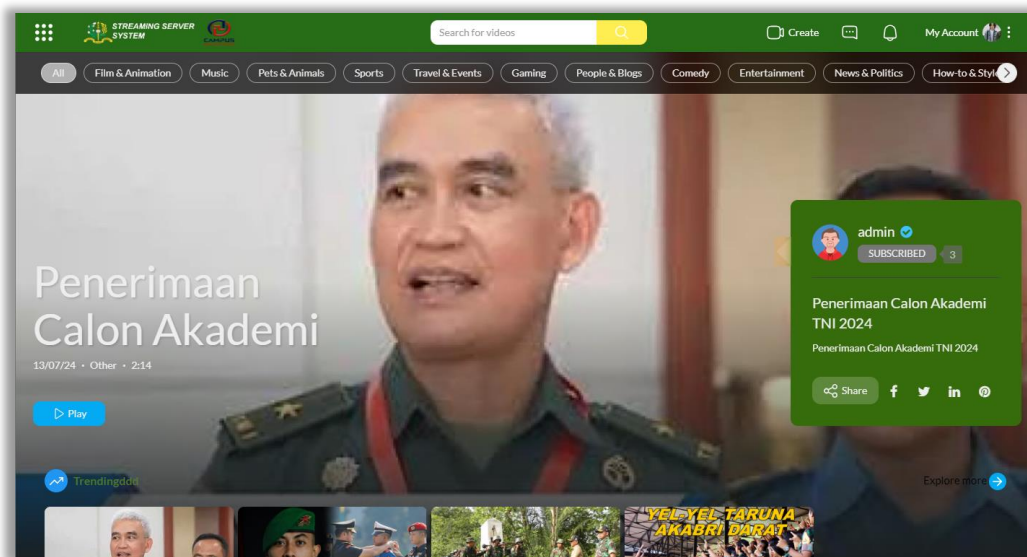 STREAMING SERVER
SYSTEM
CAMPUS
Search for videos
Create
My Account
All
Film & Animation
Music
Pets & Animals
Sports
Travel & Events
Gaming
People & Blogs
Comedy
Entertainment
News & Politics
How-to & Style
Penerimaan
Calon Akademi
13/07/24 • Other • 2:14
Play
admin
SUBSCRIBED 3
Penerimaan Calon Akademi
TNI 2024
Penerimaan Calon Akademi TNI 2024
Share
Trendingddd
Explore more
YEL-YEL TARUNA
AKABRI DARAT